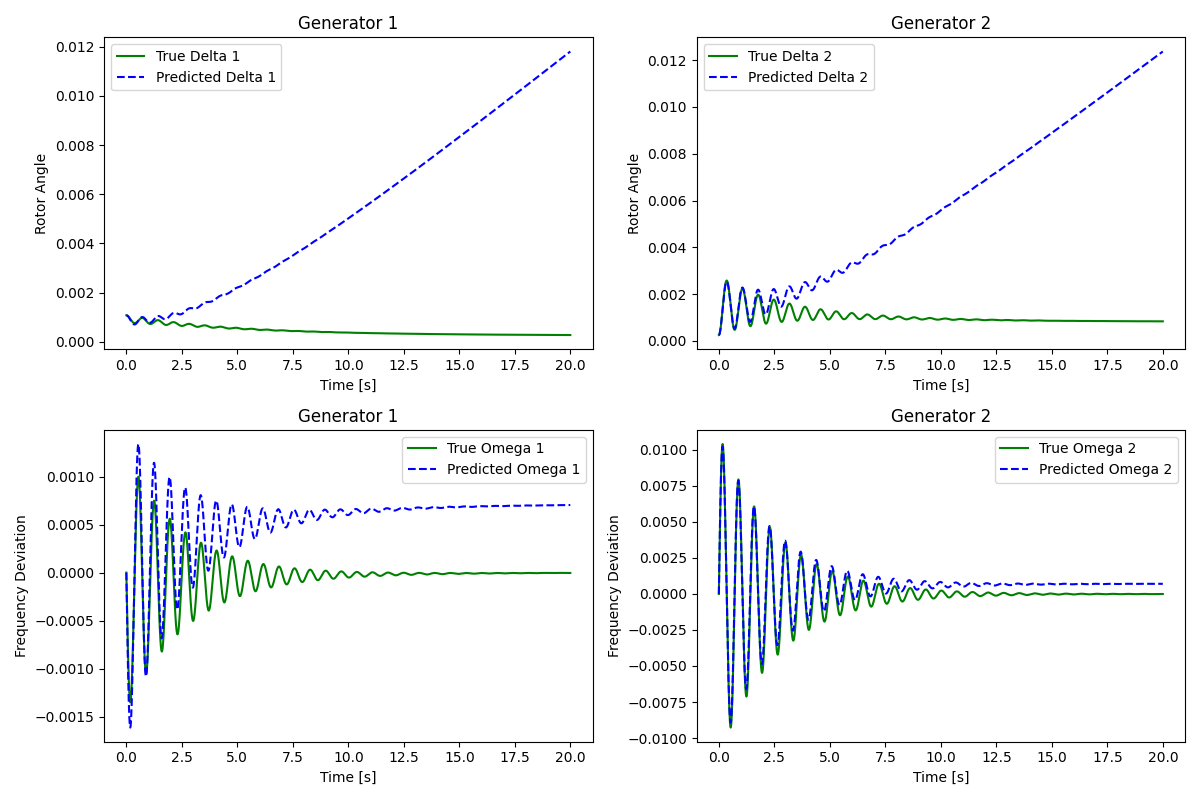 Generator 1
True Delta 1
Predicted Delta 1
Rotor Angle
0.012
0.010
0.008
0.006
0.004
0.002
0.000
0.0 2.5 5.0 7.5 10.0 12.5 15.0 17.5 20.0
Time [s]
Generator 2
True Delta 2
Predicted Delta 2
Rotor Angle
0.012
0.010
0.008
0.006
0.004
0.002
0.000
0.0 2.5 5.0 7.5 10.0 12.5 15.0 17.5 20.0
Time [s]
Generator 1
True Omega 1
Predicted Omega 1
Frequency Deviation
0.0010
0.0005
0.0000
−0.0005
−0.0010
−0.0015
0.0 2.5 5.0 7.5 10.0 12.5 15.0 17.5 20.0
Time [s]
Generator 2
True Omega 2
Predicted Omega 2
Frequency Deviation
0.0100
0.0075
0.0050
0.0025
0.0000
−0.0025
−0.0050
−0.0075
−0.0100
0.0 2.5 5.0 7.5 10.0 12.5 15.0 17.5 20.0
Time [s]